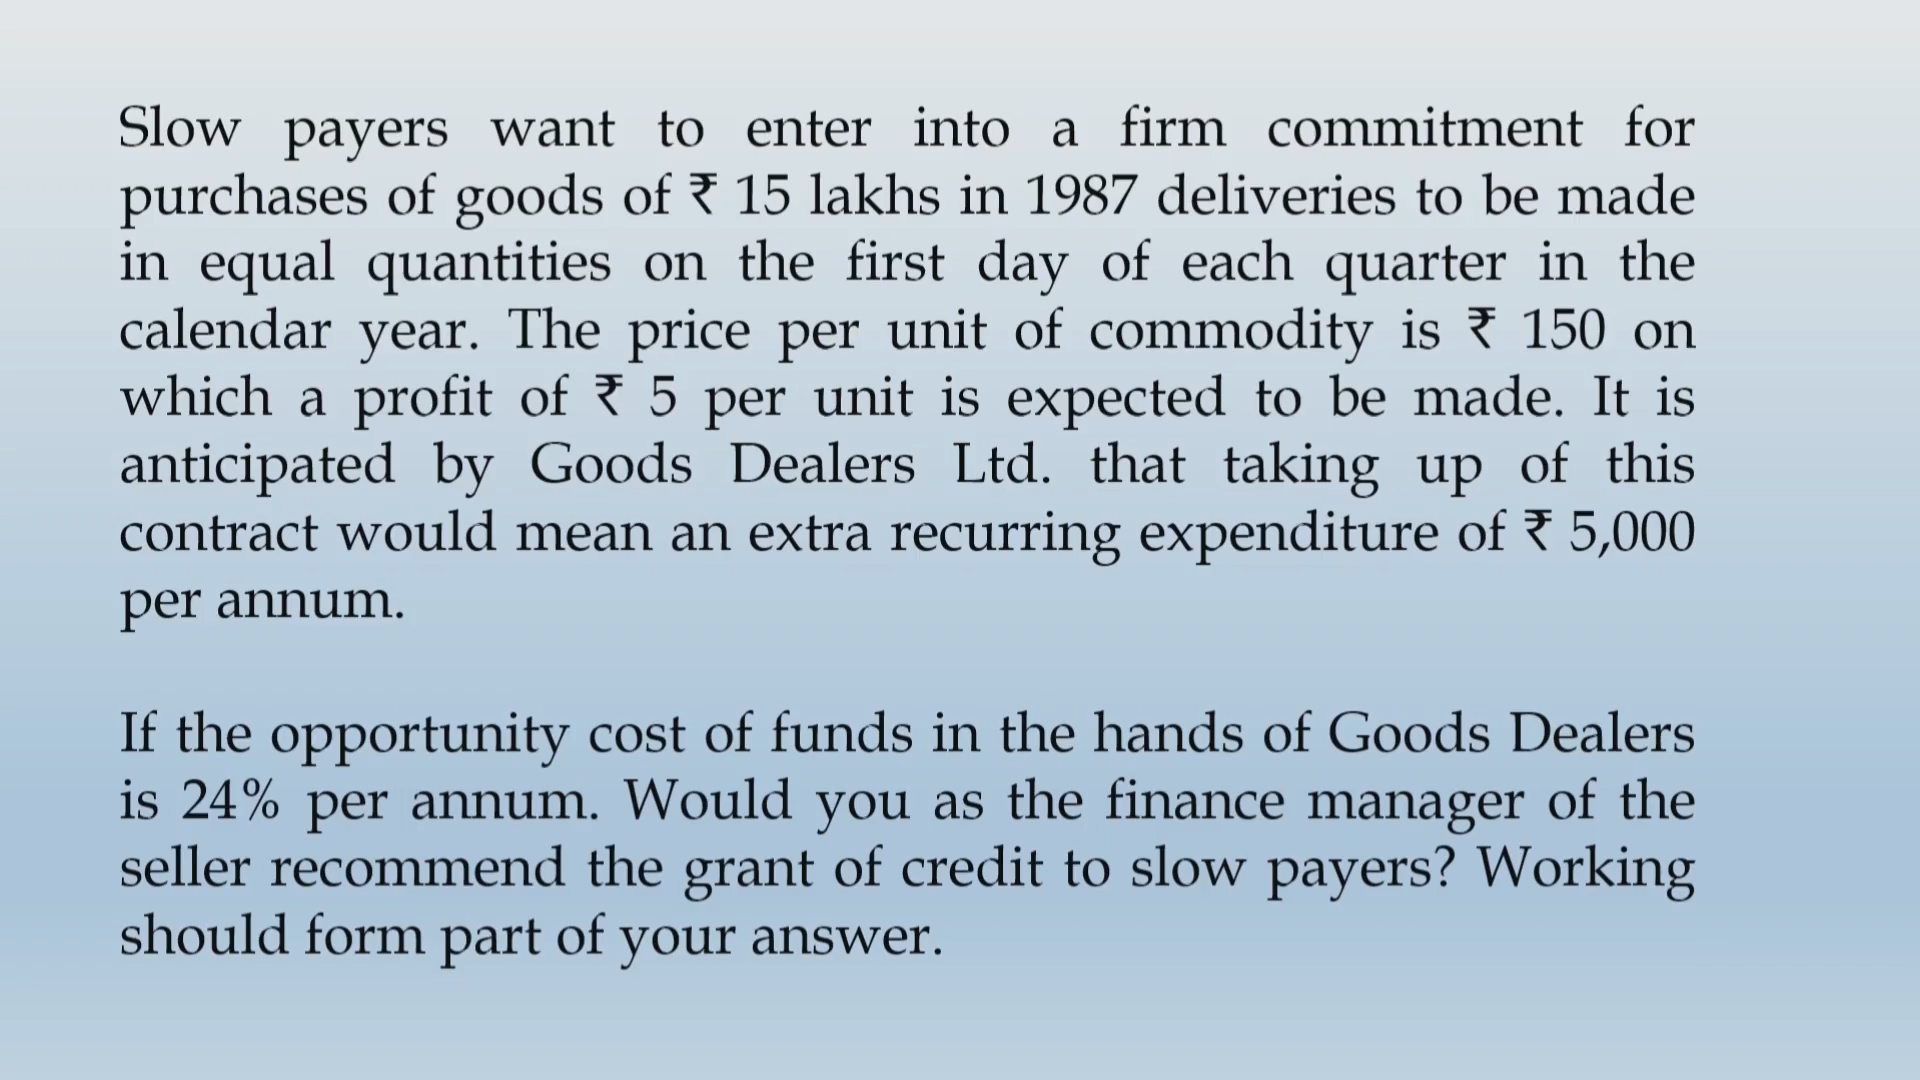 Slow payers want to enter into a firm commitment for
purchases of goods of ₹ 15 lakhs in 1987 deliveries to be made
in equal quantities on the first day of each quarter in the
calendar year. The price per unit of commodity is ₹ 150 on
which a profit of ₹ 5 per unit is expected to be made. It is
anticipated by Goods Dealers Ltd. that taking up of this
contract would mean an extra recurring expenditure of ₹ 5,000
per annum.
If the opportunity cost of funds in the hands of Goods Dealers
is 24% per annum. Would you as the finance manager of the
seller recommend the grant of credit to slow payers? Working
should form part of your answer.